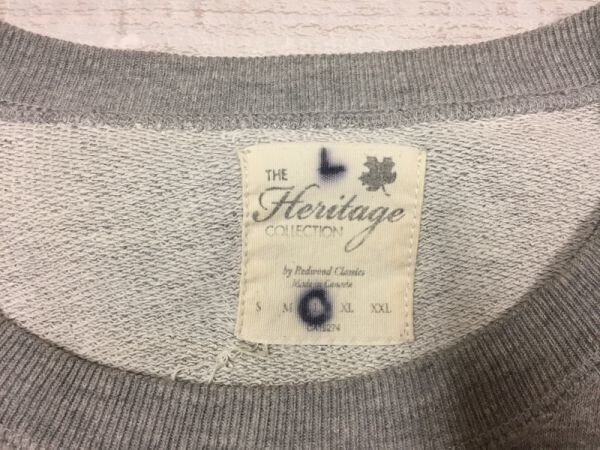 L
THE
Heritage
COLLECTION
by Redwood Classics
Made in Canada
S M L XL XXL